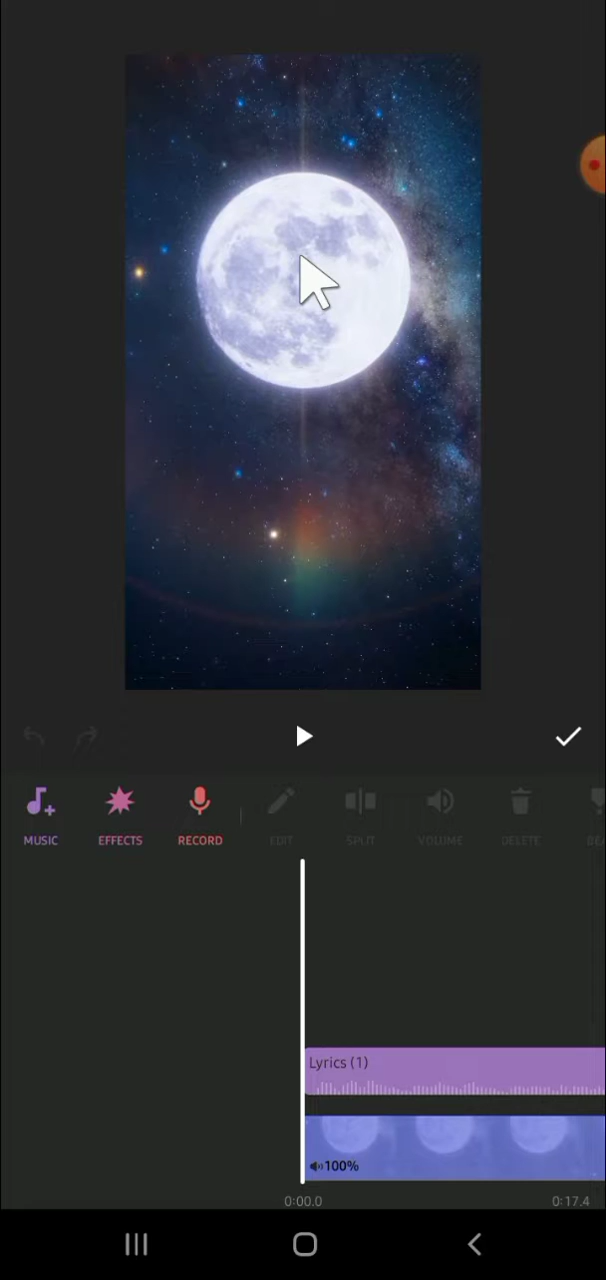 MUSIC EFFECTS RECORD EDIT SPLIT VOLUME DELETE
Lyrics (1)
100%
0:00.0 0:17.4